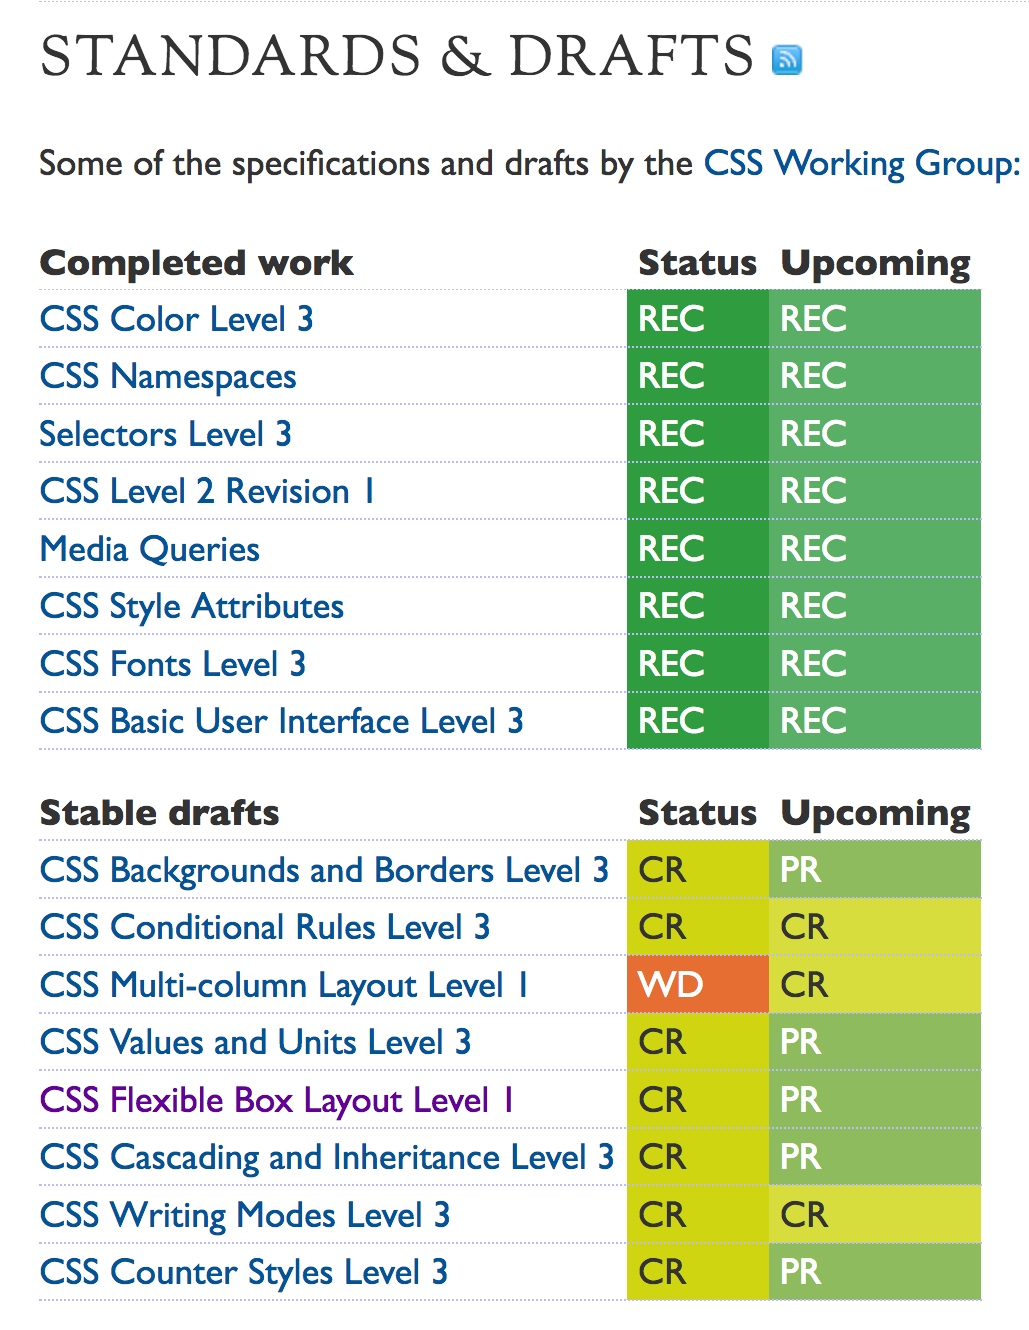 STANDARDS & DRAFTS
Some of the specifications and drafts by the CSS Working Group:
Completed work Status Upcoming
CSS Color Level 3 REC REC
CSS Namespaces REC REC
Selectors Level 3 REC REC
CSS Level 2 Revision 1 REC REC
Media Queries REC REC
CSS Style Attributes REC REC
CSS Fonts Level 3 REC REC
CSS Basic User Interface Level 3 REC REC
Stable drafts Status Upcoming
CSS Backgrounds and Borders Level 3 CR PR
CSS Conditional Rules Level 3 CR CR
CSS Multi-column Layout Level 1 WD CR
CSS Values and Units Level 3 CR PR
CSS Flexible Box Layout Level 1 CR PR
CSS Cascading and Inheritance Level 3 CR PR
CSS Writing Modes Level 3 CR CR
CSS Counter Styles Level 3 CR PR